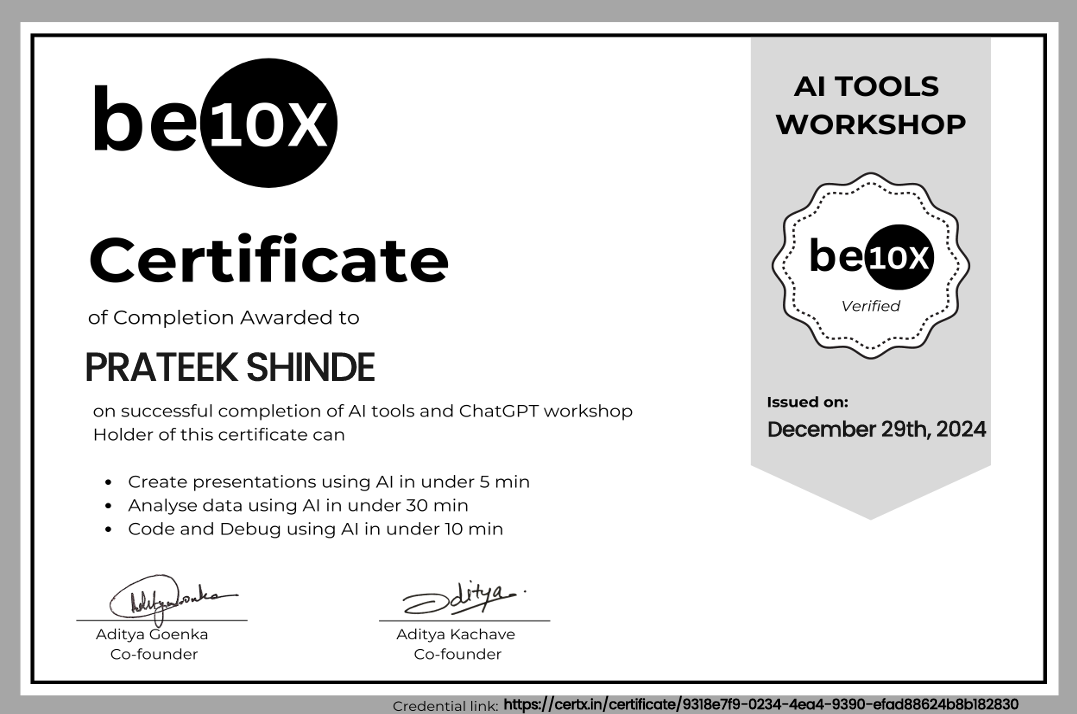 be10X
Certificate
of Completion Awarded to
PRATEEK SHINDE
on successful completion of AI tools and ChatGPT workshop
Holder of this certificate can
• Create presentations using AI in under 5 min
• Analyse data using AI in under 30 min
• Code and Debug using AI in under 10 min
Aditya Goenka
Co-founder
Aditya.
Aditya Kachave
Co-founder
AI TOOLS
WORKSHOP
be10X
Verified
Issued on:
December 29th, 2024
Credential link: https://certx.in/certificate/9318e7f9-0234-4ea4-9390-efad88624b8b182830